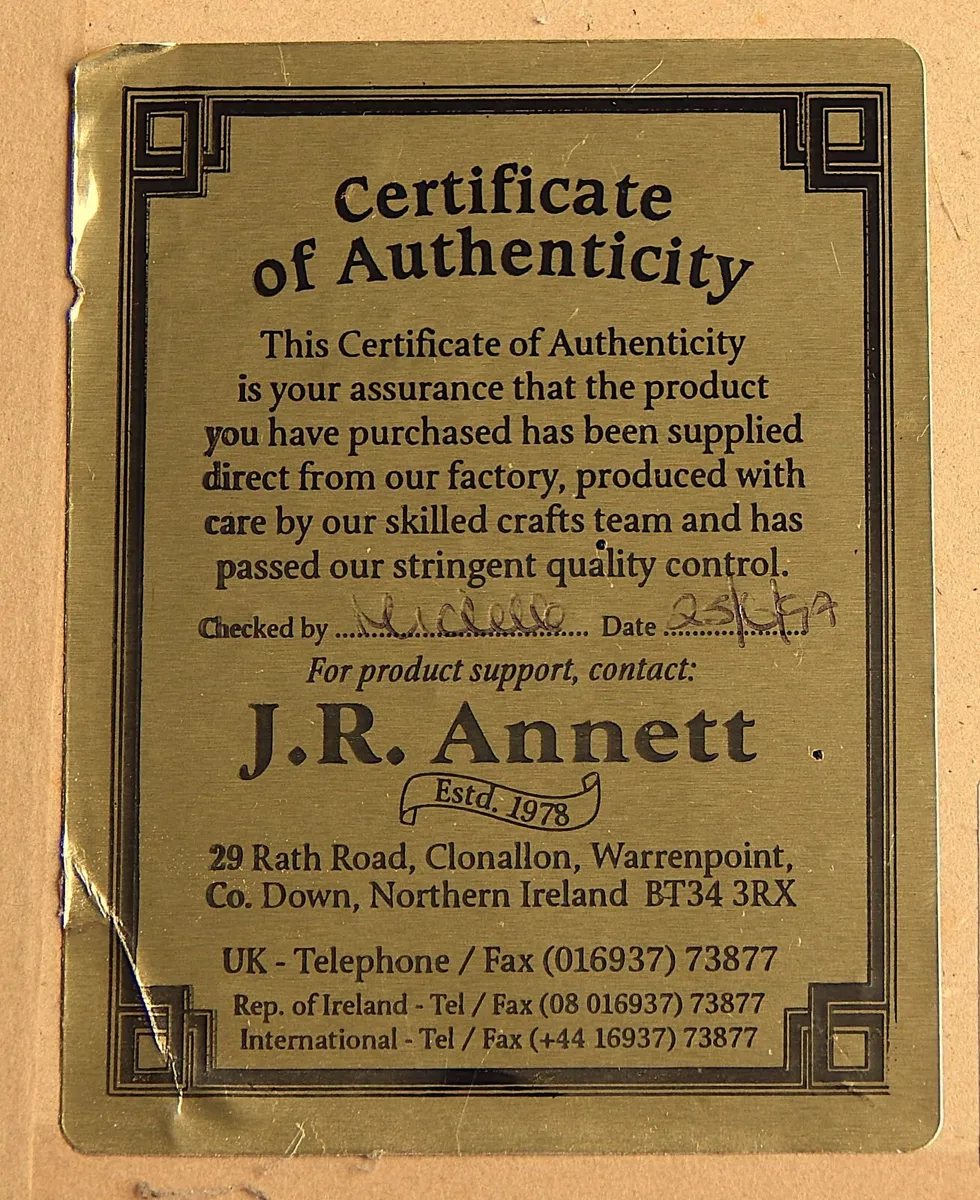 Certificate
of Authenticity
This Certificate of Authenticity
is your assurance that the product
you have purchased has been supplied
direct from our factory, produced with
care by our skilled crafts team and has
passed our stringent quality control.
Checked by Michelle Date 25/6/97
For product support, contact:
J.R. Annett
Estd. 1978
29 Rath Road, Clonallon, Warrenpoint,
Co. Down, Northern Ireland BT34 3RX
UK - Telephone / Fax (016937) 73877
Rep. of Ireland - Tel / Fax (08 016937) 73877
International - Tel / Fax (+44 16937) 73877